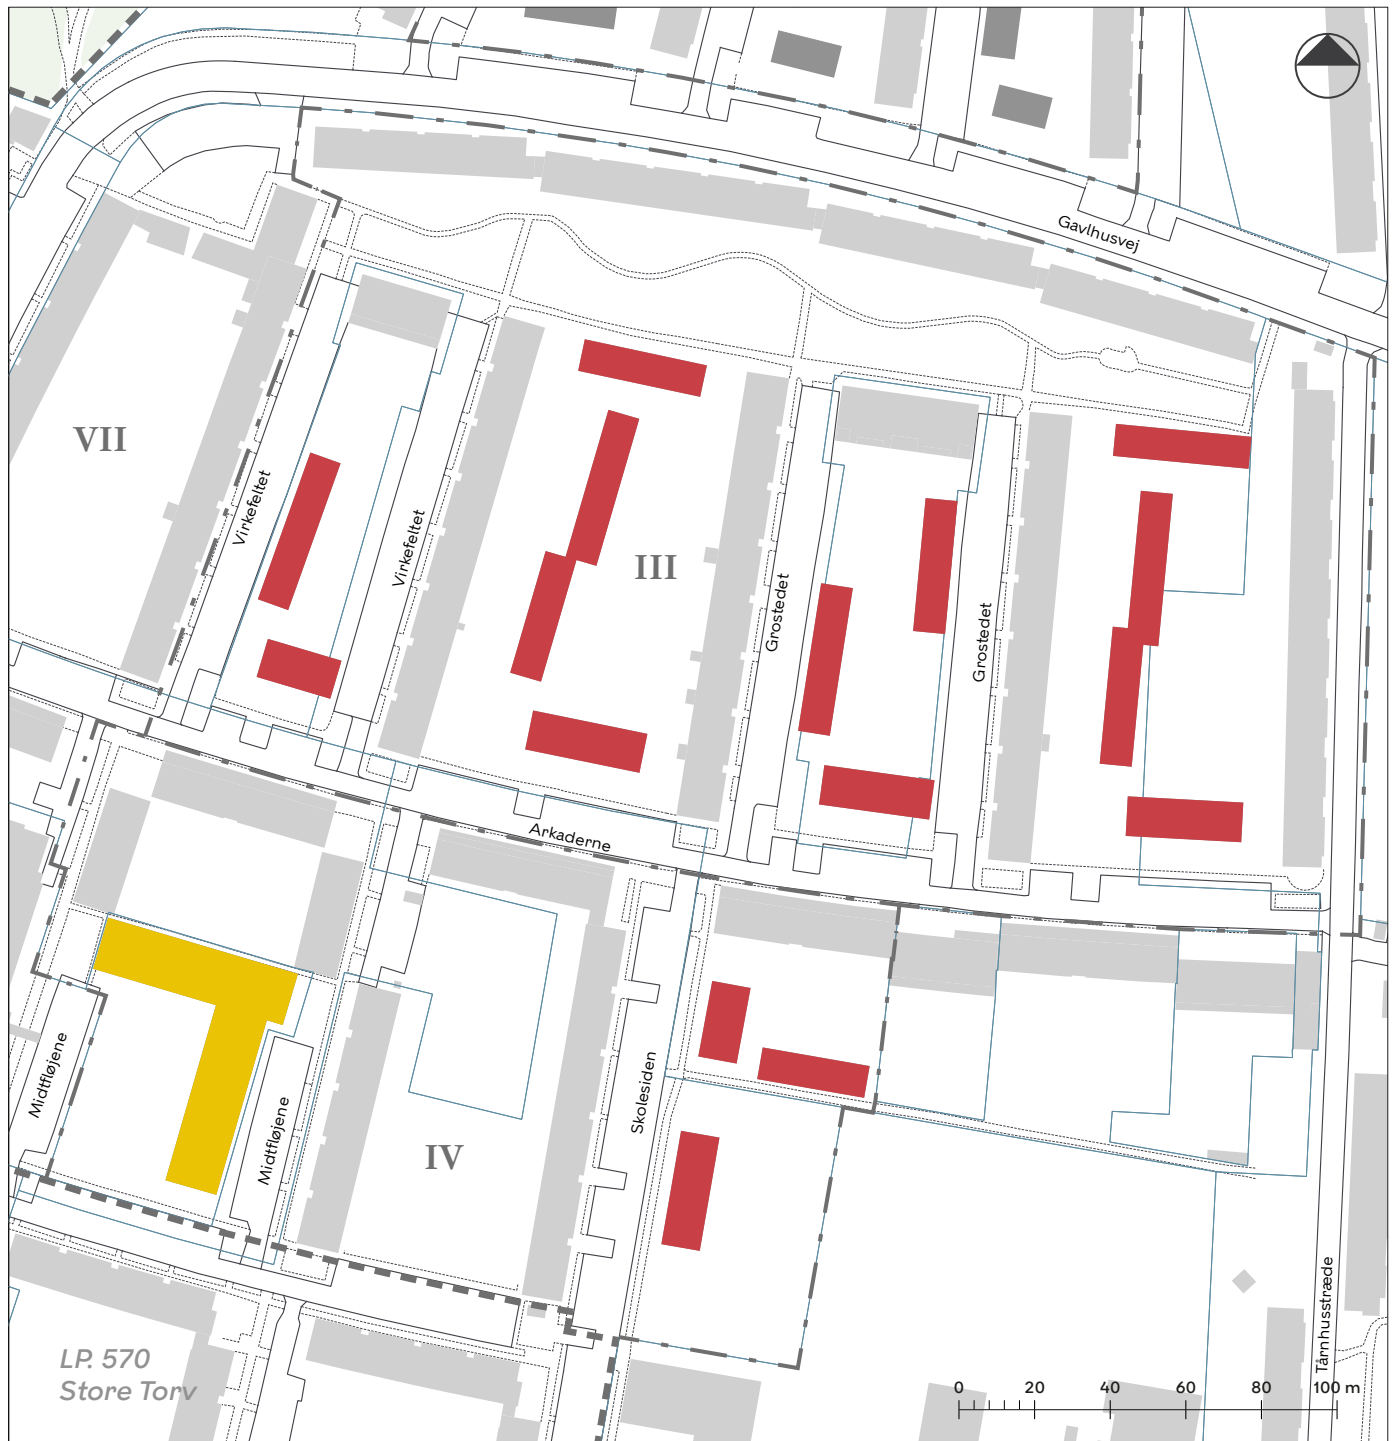 Gavlhusvej
VII
Virkefeltet
Virkefeltet
III
Grostedet
Grostedet
Arkaderne
Midtfløjene
Midtfløjene
Skolesiden
IV
Tårnhusstræde
LP. 570
Store Torv
0 20 40 60 80 100 m